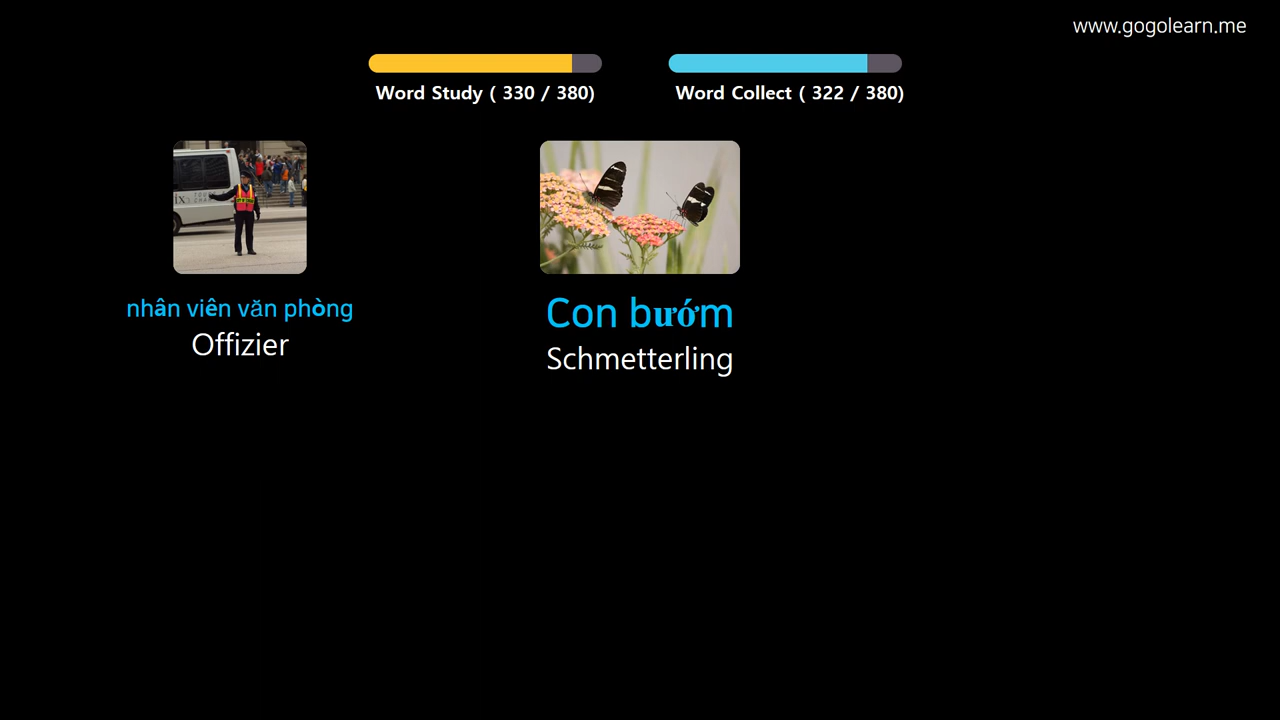 www.gogolearn.me
Word Study ( 330 / 380)
Word Collect ( 322 / 380)
nhân viên văn phòng
Offizier
Con bướm
Schmetterling